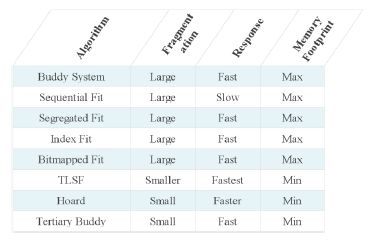 Algorithm
Fragment
ation
Response
Memory
Footprint
Buddy System Large Fast Max
Sequential Fit Large Slow Max
Segregated Fit Large Fast Max
Index Fit Large Fast Max
Bitmapped Fit Large Fast Max
TLSF Smaller Fastest Min
Hoard Small Faster Min
Tertiary Buddy Small Fast Min